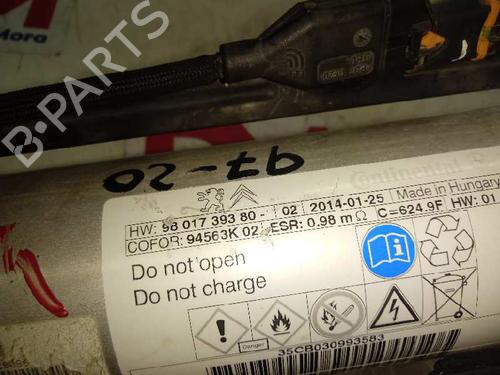 Mora
B-PARTS
97-20
Continental
HW: 98 017 393 80 - 02 2014-01-25 Made in Hungary
COFOR: 94563K 02 ESR: 0.98 mΩ C=624.9F HW: 01
Do not open
Do not charge
Danger
35CB030993583